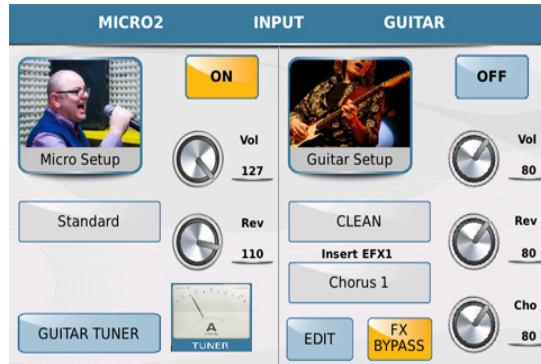 MICRO2 INPUT GUITAR
ON
Micro Setup
Vol
127
Standard
Rev
110
GUITAR TUNER
A
TUNER
OFF
Guitar Setup
Vol
80
CLEAN
Rev
80
Insert EFX1
Chorus 1
Cho
80
EDIT
FX
BYPASS